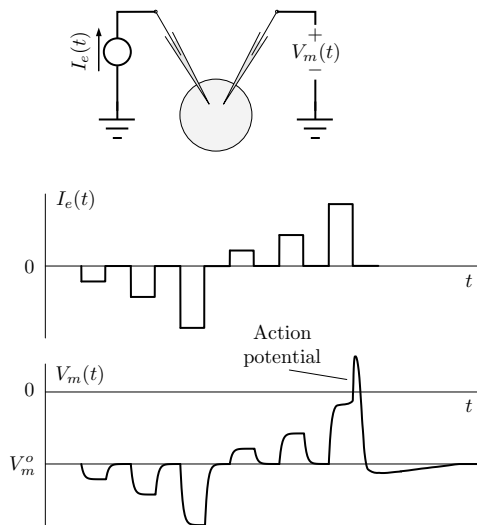 I_e(t)
+
V_m(t)
−
I_e(t)
0
t
Action
potential
V_m(t)
0
t
V_m^o